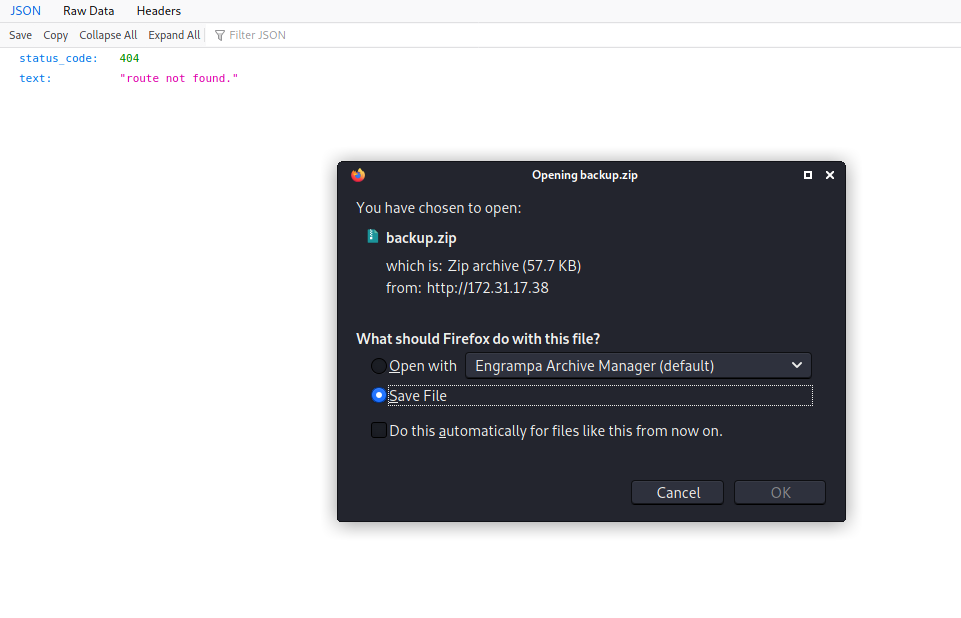 JSON Raw Data Headers
Save Copy Collapse All Expand All Filter JSON
status_code: 404
text: "route not found."
Opening backup.zip
You have chosen to open:
backup.zip
which is: Zip archive (57.7 KB)
from: http://172.31.17.38
What should Firefox do with this file?
Open with Engrampa Archive Manager (default)
Save File
Do this automatically for files like this from now on.
Cancel OK